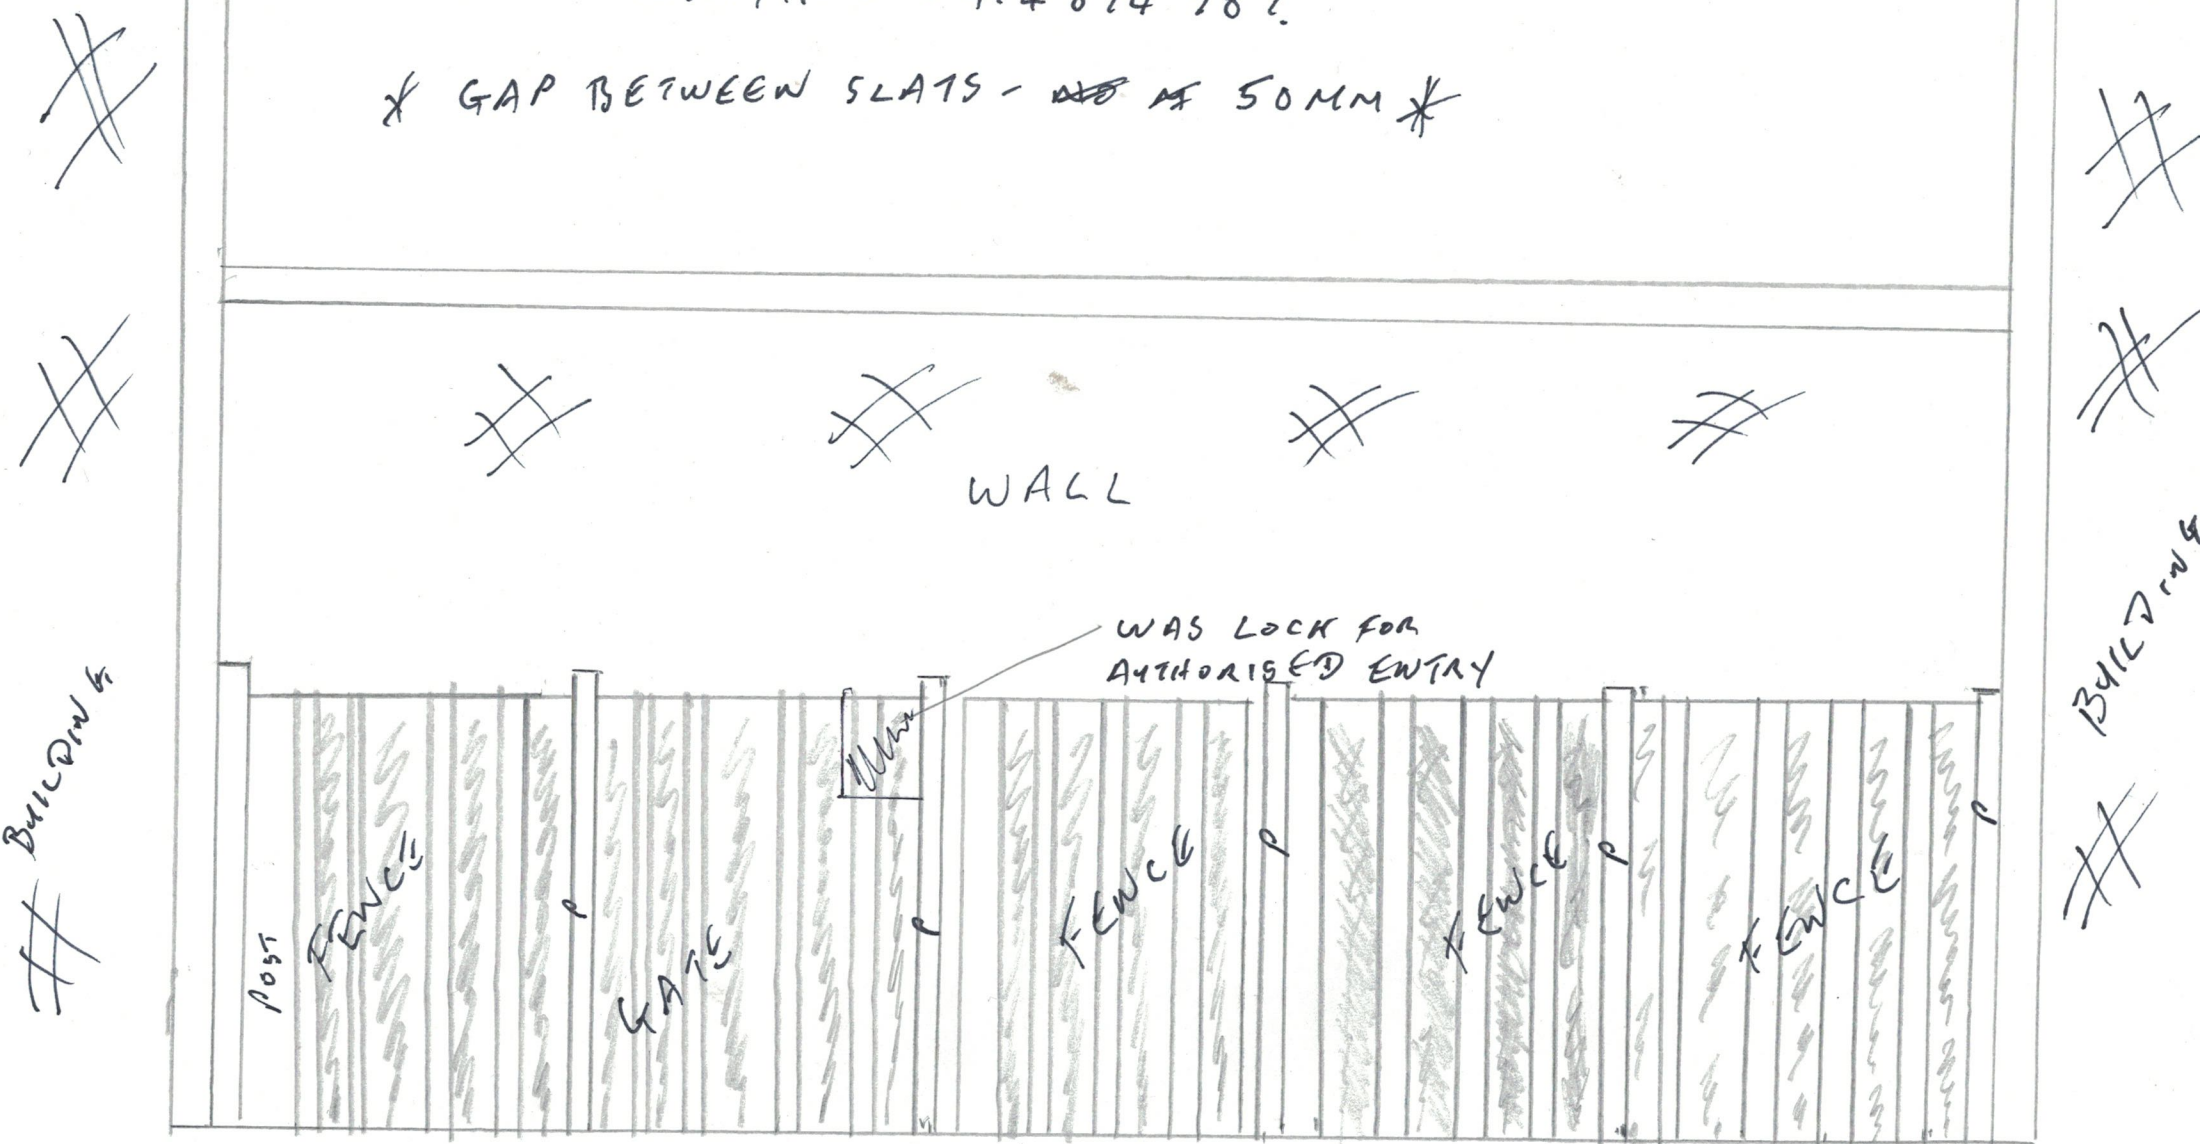 * GAP BETWEEN SLATS - 50MM *
WALL
WAS LOCK FOR
AUTHORISED ENTRY
BUILDING
BUILDING
POST
FENCE
P
GATE
P
FENCE
P
FENCE
P
FENCE
P